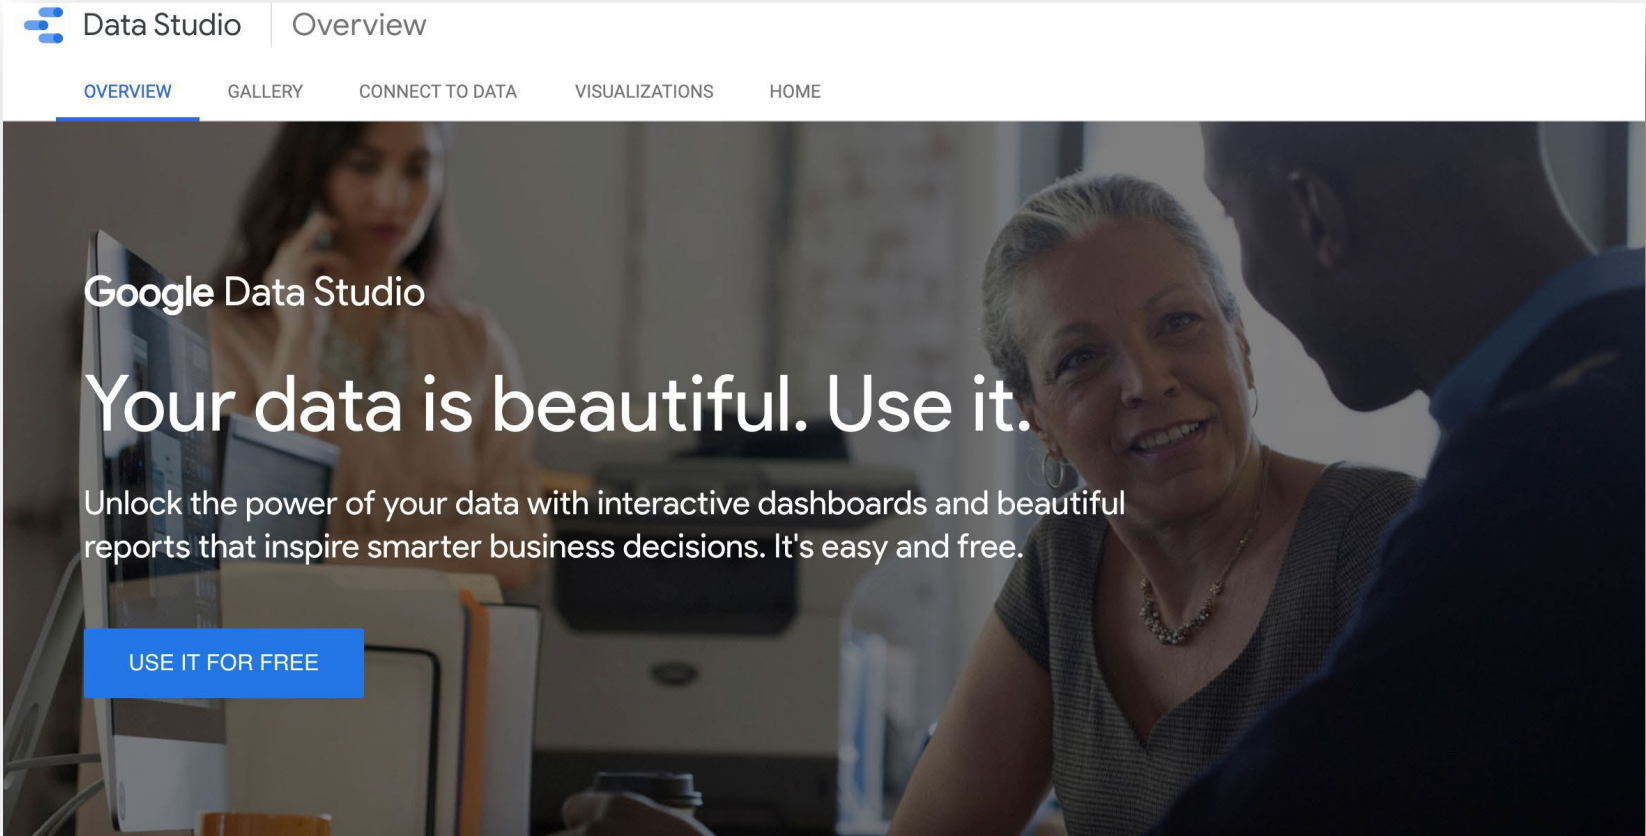 Data Studio Overview
OVERVIEW GALLERY CONNECT TO DATA VISUALIZATIONS HOME
Google Data Studio
Your data is beautiful. Use it.
Unlock the power of your data with interactive dashboards and beautiful
reports that inspire smarter business decisions. It's easy and free.
USE IT FOR FREE